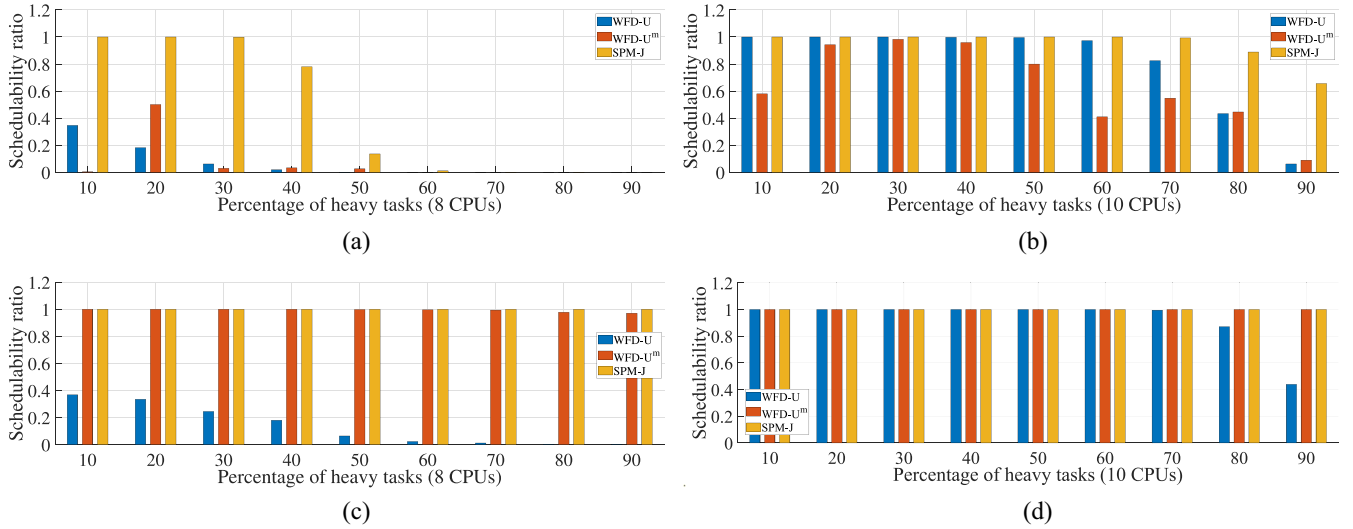 Schedulability ratio
1.2
1
0.8
0.6
0.4
0.2
0
WFD-U
WFD-Uᵐ
SPM-J
10 20 30 40 50 60 70 80 90
Percentage of heavy tasks (8 CPUs)
(a)
Schedulability ratio
1.2
1
0.8
0.6
0.4
0.2
0
WFD-U
WFD-Uᵐ
SPM-J
10 20 30 40 50 60 70 80 90
Percentage of heavy tasks (10 CPUs)
(b)
Schedulability ratio
1.2
1
0.8
0.6
0.4
0.2
0
WFD-U
WFD-Uᵐ
SPM-J
10 20 30 40 50 60 70 80 90
Percentage of heavy tasks (8 CPUs)
(c)
Schedulability ratio
1.2
1
0.8
0.6
0.4
0.2
0
WFD-U
WFD-Uᵐ
SPM-J
10 20 30 40 50 60 70 80 90
Percentage of heavy tasks (10 CPUs)
(d)